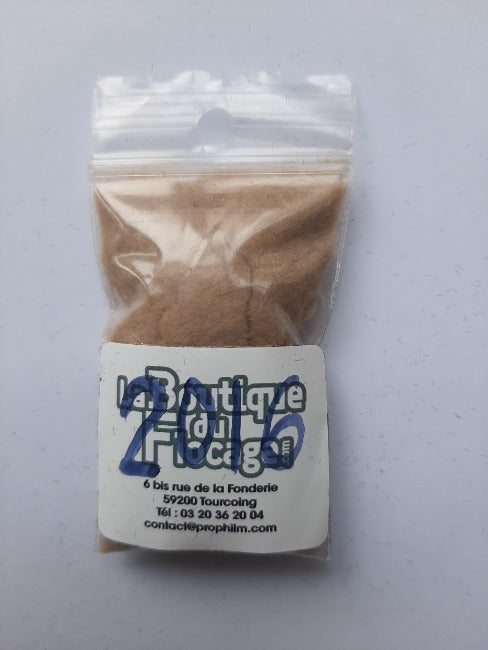 La Boutique
du
Flocage.com
2016
6 bis rue de la Fonderie
59200 Tourcoing
Tél : 03 20 36 20 04
contact@prophilm.com